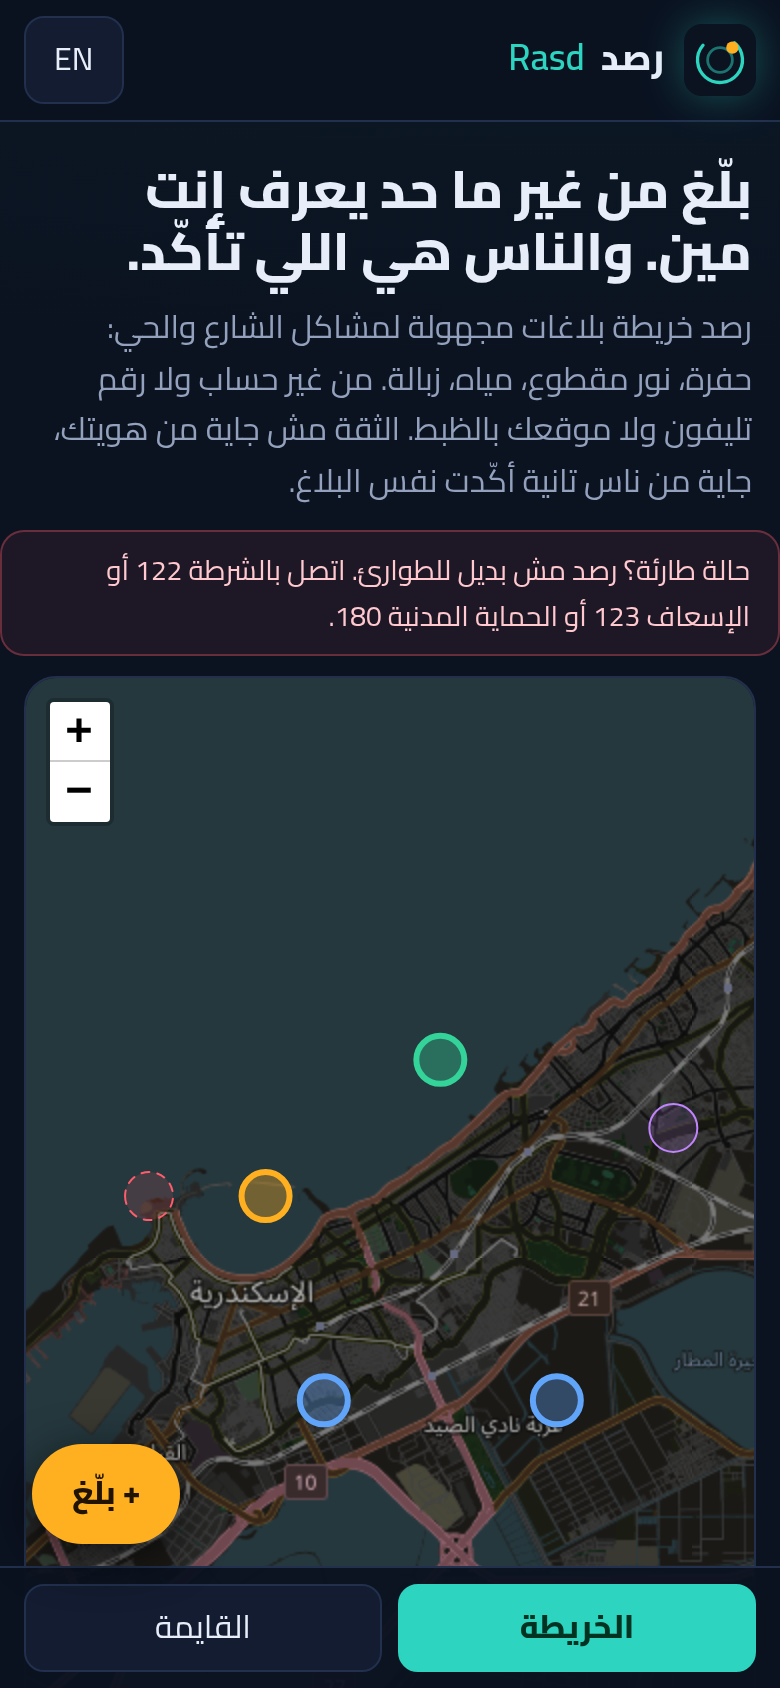 رصد Rasd
EN
بلّغ من غير ما حد يعرف إنت
مين. والناس هي اللي تأكّد.
رصد خريطة بلاغات مجهولة لمشاكل الشارع والحي:
حفرة، نور مقطوع، مياه، زبالة. من غير حساب ولا رقم
تليفون ولا موقعك بالظبط. الثقة مش جاية من هويتك،
جاية من ناس تانية أكّدت نفس البلاغ.
حالة طارئة؟ رصد مش بديل للطوارئ. اتصل بالشرطة 122 أو
الإسعاف 123 أو الحماية المدنية 180.
+
−
الإسكندرية
21
المطار
نادي الصيد
10
+ بلّغ
الخريطة
القايمة